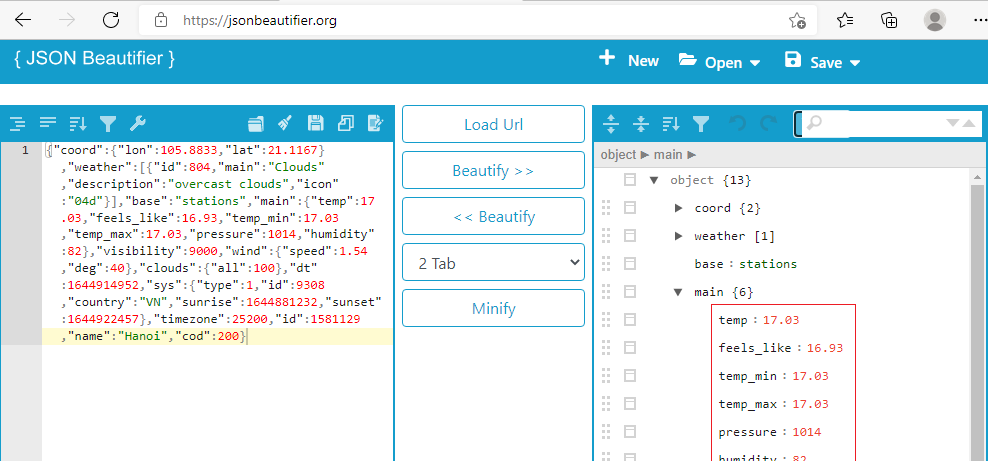 https://jsonbeautifier.org
{ JSON Beautifier }
New
Open
Save
Load Url
Beautify >>
<< Beautify
2 Tab
Minify
1
{"coord":{"lon":105.8833,"lat":21.1167}
,"weather":[{"id":804,"main":"Clouds"
,"description":"overcast clouds","icon"
:"04d"}],"base":"stations","main":{"temp":17
.03,"feels_like":16.93,"temp_min":17.03
,"temp_max":17.03,"pressure":1014,"humidity"
:82},"visibility":9000,"wind":{"speed":1.54
,"deg":40},"clouds":{"all":100},"dt"
:1644914952,"sys":{"type":1,"id":9308
,"country":"VN","sunrise":1644881232,"sunset"
:1644922457},"timezone":25200,"id":1581129
,"name":"Hanoi","cod":200}
object ► main ►
object {13}
coord {2}
weather [1]
base : stations
main {6}
temp : 17.03
feels_like : 16.93
temp_min : 17.03
temp_max : 17.03
pressure : 1014
humidity : 82